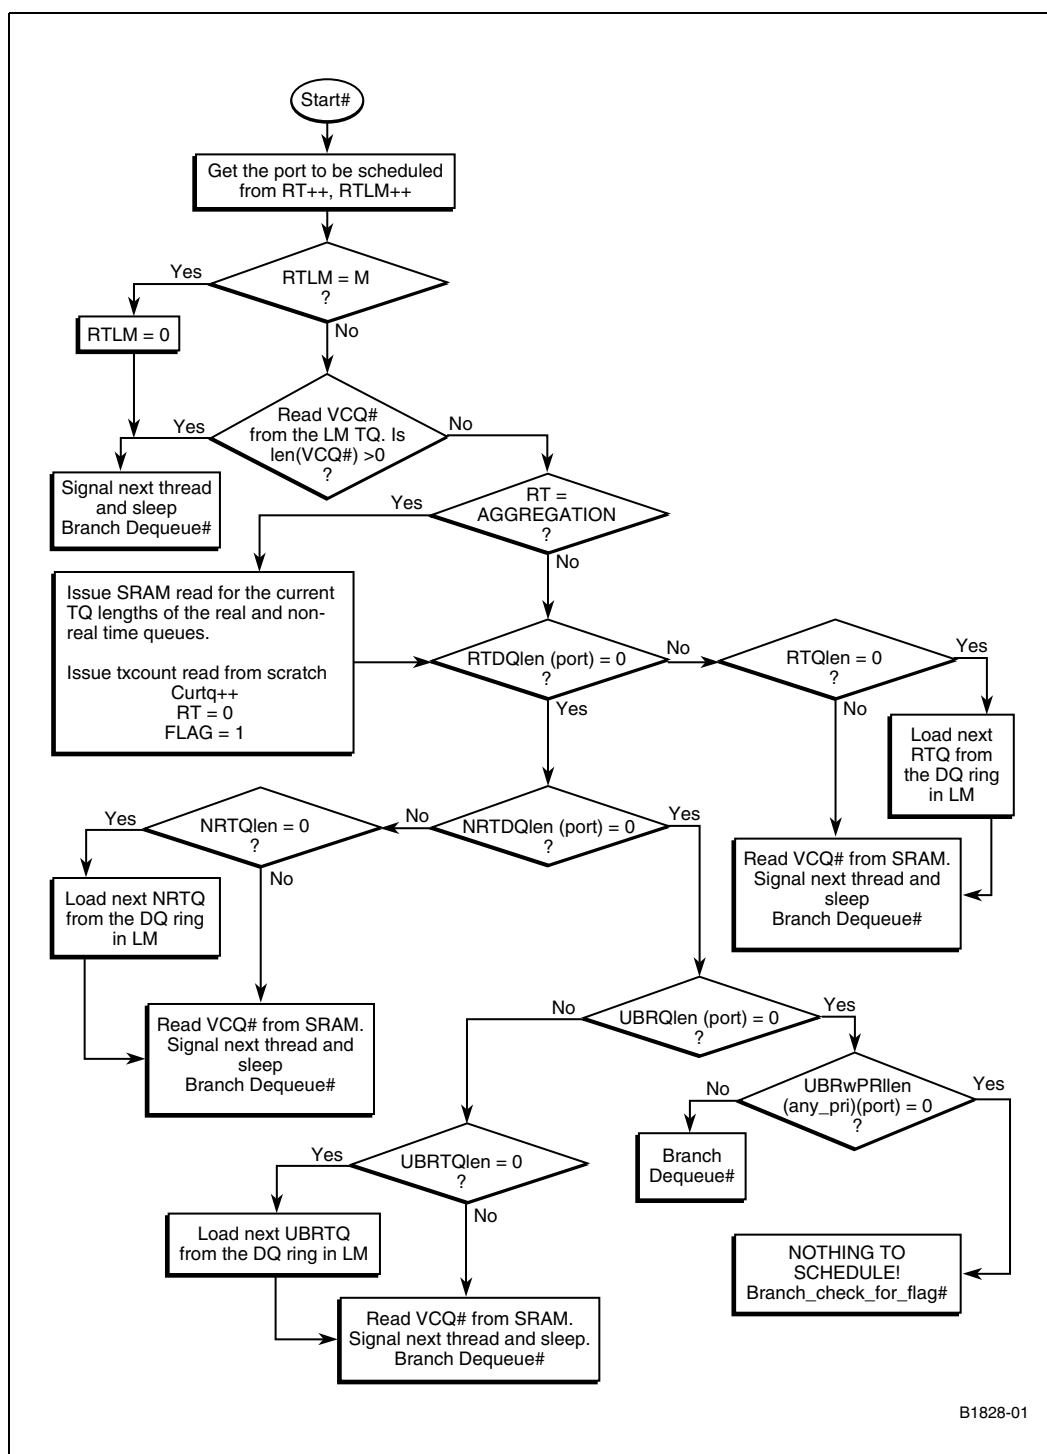 Start#
Get the port to be scheduled
from RT++, RTLM++
Yes
RTLM = M
?
No
RTLM = 0
Yes
Read VCQ#
from the LM TQ. Is
len(VCQ#) >0
?
No
Signal next thread
and sleep
Branch Dequeue#
Yes
RT =
AGGREGATION
?
No
Issue SRAM read for the current
TQ lengths of the real and non-
real time queues.
Issue txcount read from scratch
Curtq++
RT = 0
FLAG = 1
RTDQlen (port) = 0
?
No
Yes
RTQlen = 0
?
Yes
No
Load next
RTQ from
the DQ ring
in LM
Read VCQ# from SRAM.
Signal next thread and
sleep
Branch Dequeue#
Yes
NRTQlen = 0
?
No
No
NRTDQlen (port) = 0
?
Yes
Load next NRTQ
from the DQ ring
in LM
Read VCQ# from SRAM.
Signal next thread and
sleep
Branch Dequeue#
No
UBRQlen (port) = 0
?
Yes
No
UBRwPRllen
(any_pri)(port) = 0
?
Yes
Branch
Dequeue#
NOTHING TO
SCHEDULE!
Branch_check_for_flag#
Yes
UBRTQlen = 0
?
No
Load next UBRTQ
from the DQ ring in LM
Read VCQ# from SRAM.
Signal next thread and sleep.
Branch Dequeue#
B1828-01